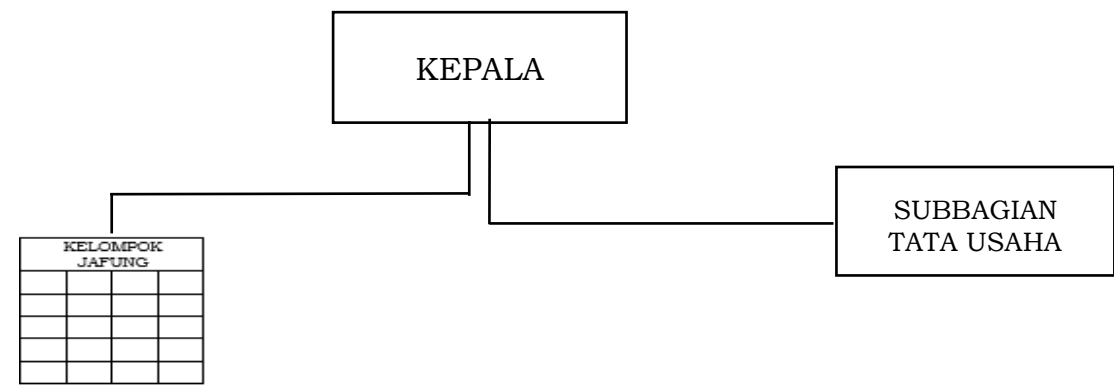 KEPALA
SUBBAGIAN
TATA USAHA
KELOMPOK
JAFUNG